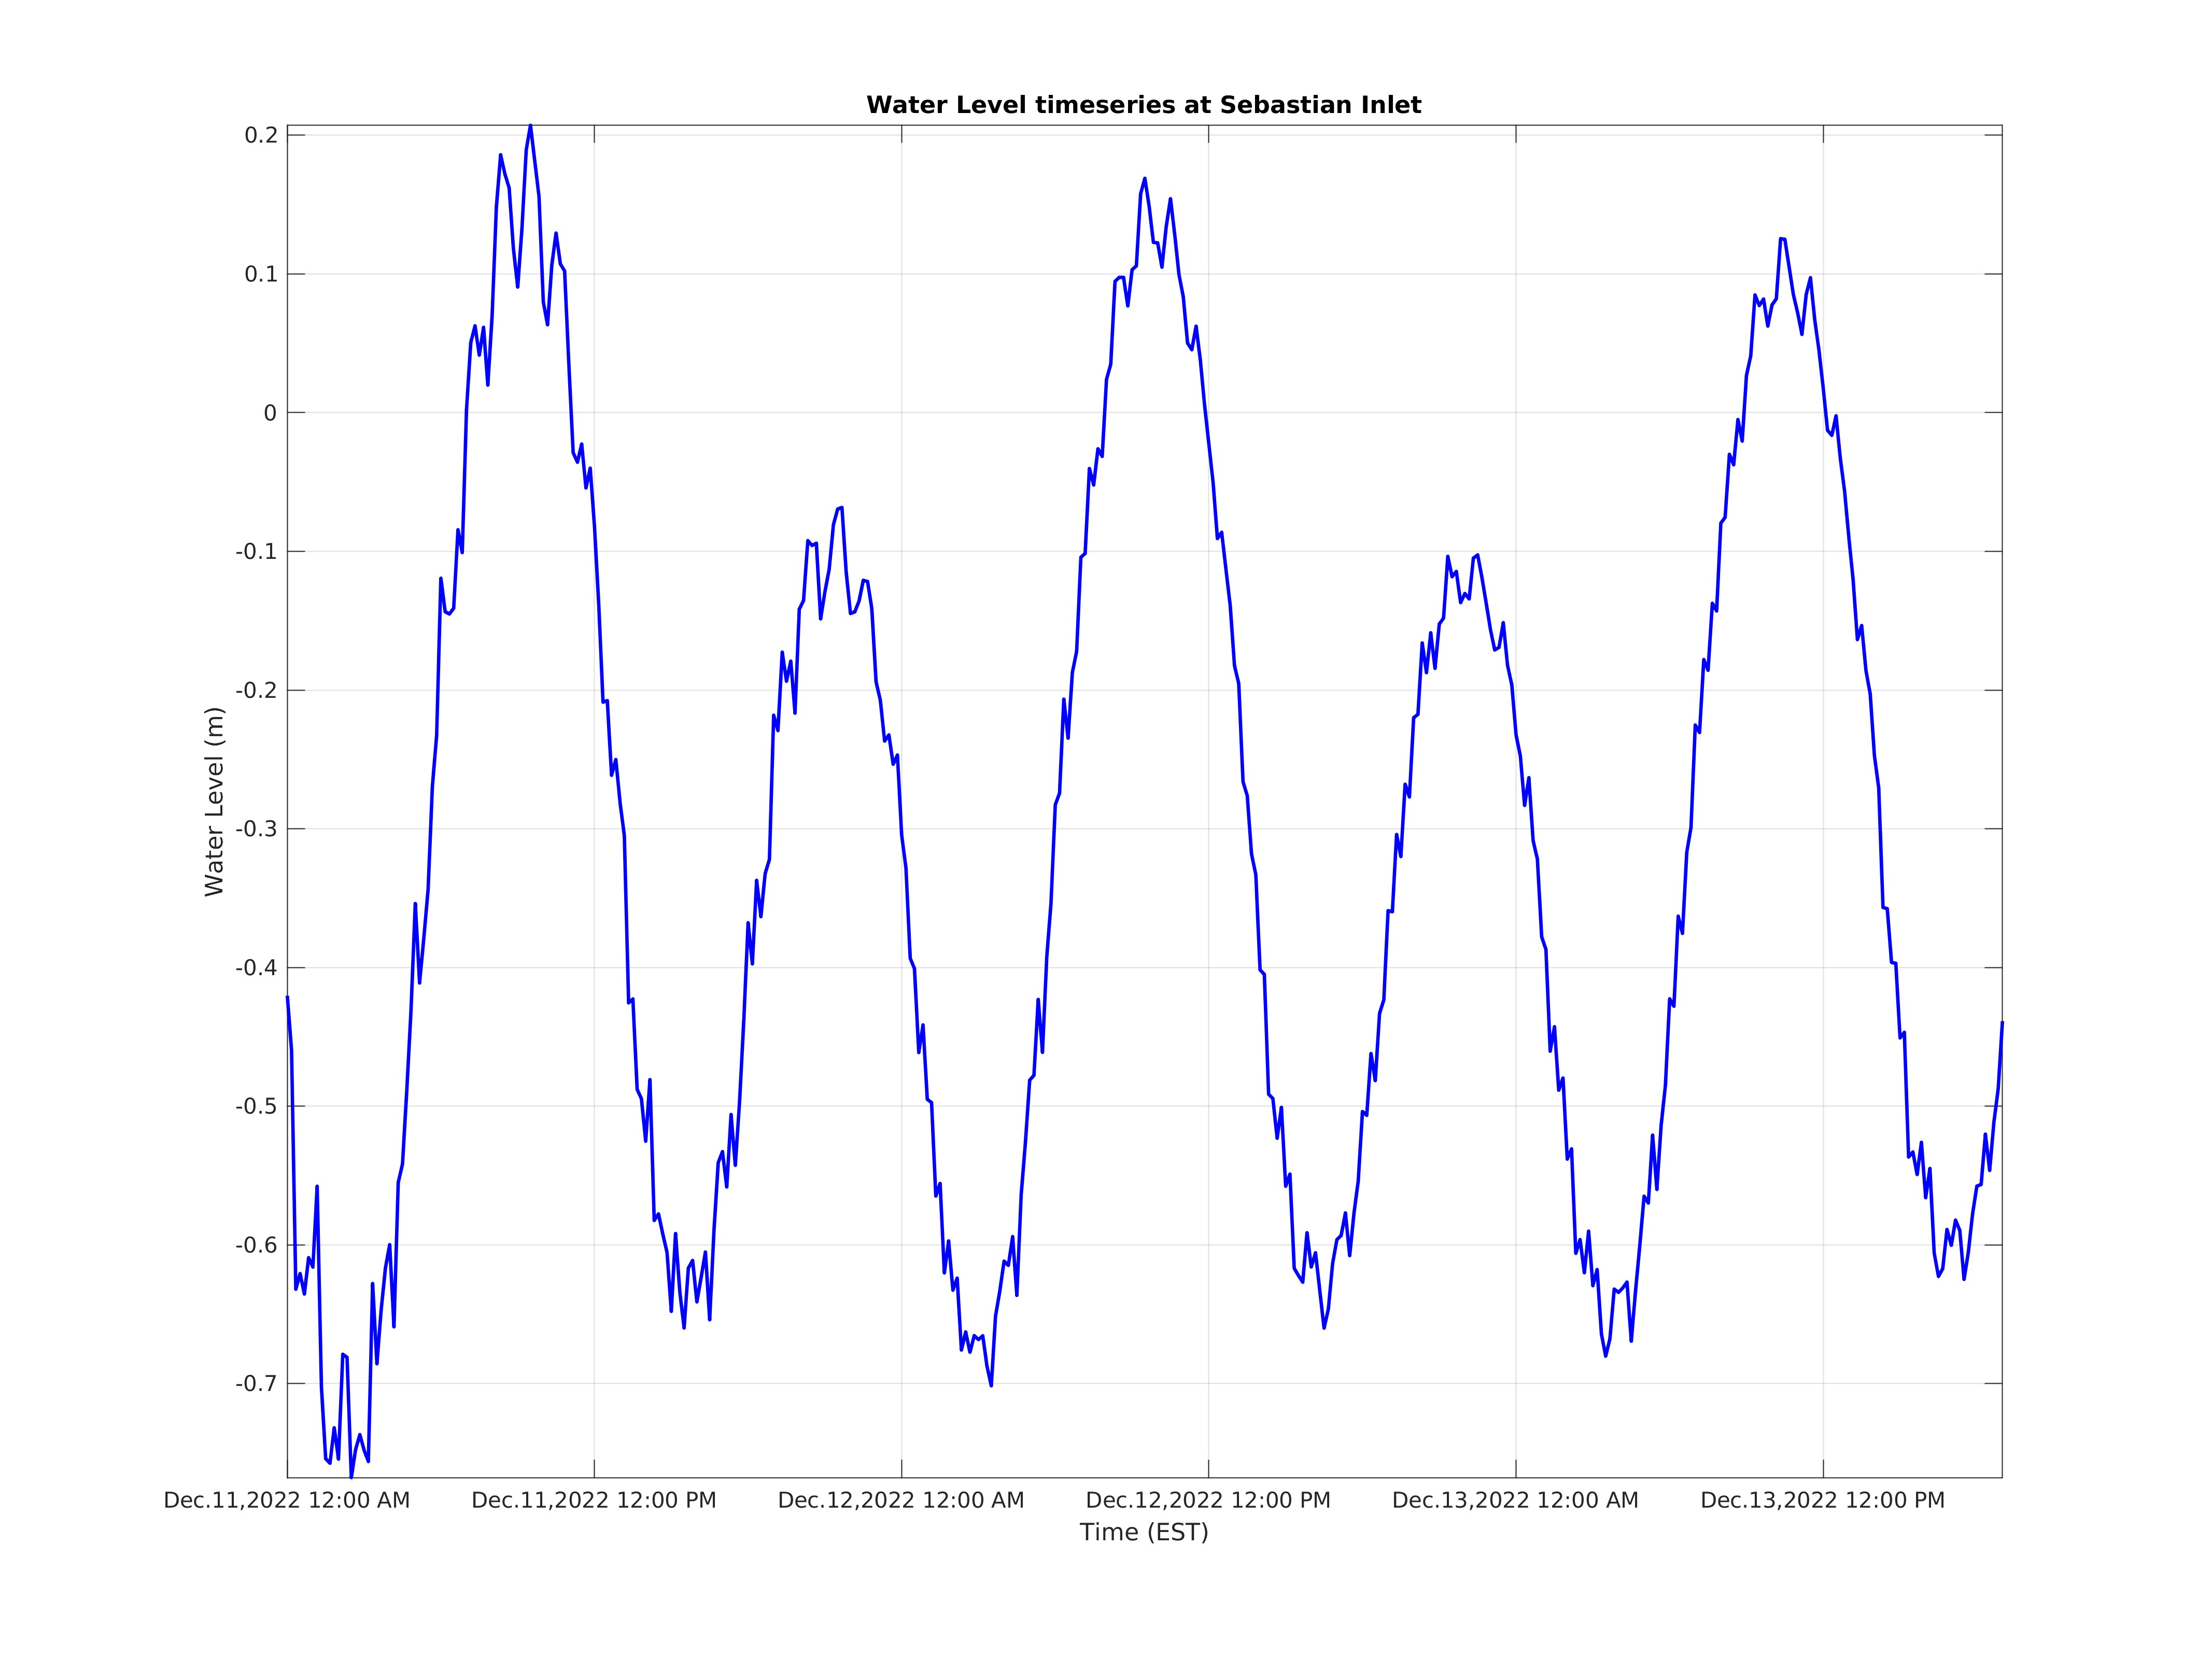 Water Level timeseries at Sebastian Inlet
0.2
0.1
0
-0.1
-0.2
-0.3
-0.4
-0.5
-0.6
-0.7
Water Level (m)
Dec.11,2022 12:00 AM Dec.11,2022 12:00 PM Dec.12,2022 12:00 AM Dec.12,2022 12:00 PM Dec.13,2022 12:00 AM Dec.13,2022 12:00 PM
Time (EST)